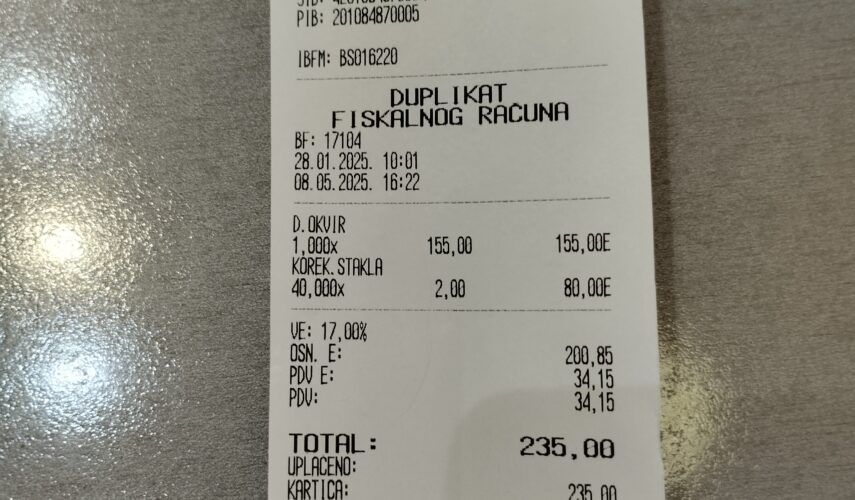 PIB: 201084870005
IBFM: BS016220
DUPLIKAT
FISKALNOG RAČUNA
BF: 17104
28.01.2025. 10:01
08.05.2025. 16:22
D.OKVIR
1,000x 155,00 155,00E
KOREK.STAKLA
40,000x 2,00 80,00E
VE: 17,00%
OSN. E: 200,85
PDV E: 34,15
PDV: 34,15
TOTAL: 235,00
UPLAĆENO:
KARTICA: 235,00